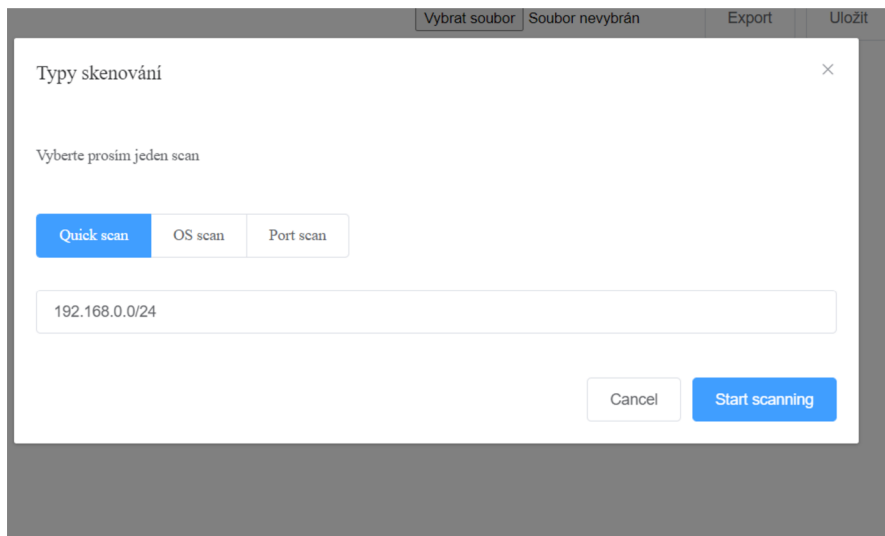 Vybrat soubor Soubor nevybrán Export Uložit
Typy skenování
Vyberte prosím jeden scan
Quick scan OS scan Port scan
192.168.0.0/24
Cancel Start scanning